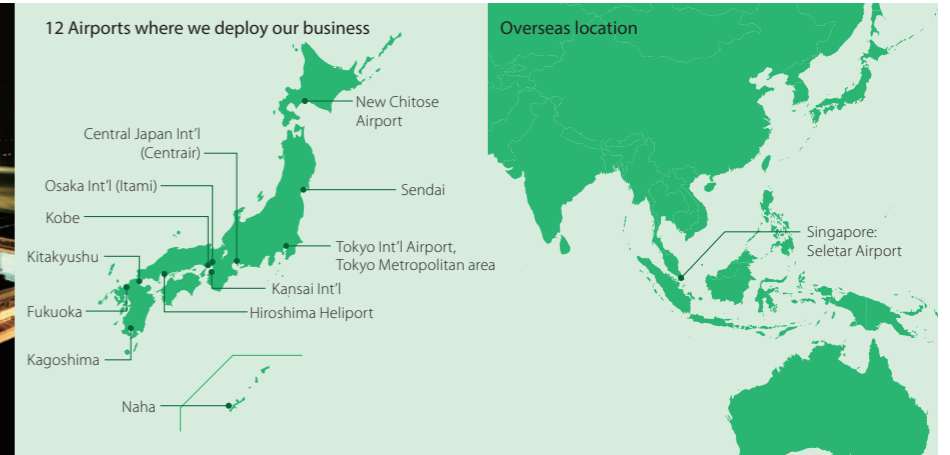 12 Airports where we deploy our business
New Chitose
Airport
Central Japan Int'l
(Centrair)
Osaka Int'l (Itami)
Sendai
Kobe
Tokyo Int'l Airport,
Tokyo Metropolitan area
Kitakyushu
Kansai Int'l
Fukuoka
Hiroshima Heliport
Kagoshima
Naha
Overseas location
Singapore:
Seletar Airport